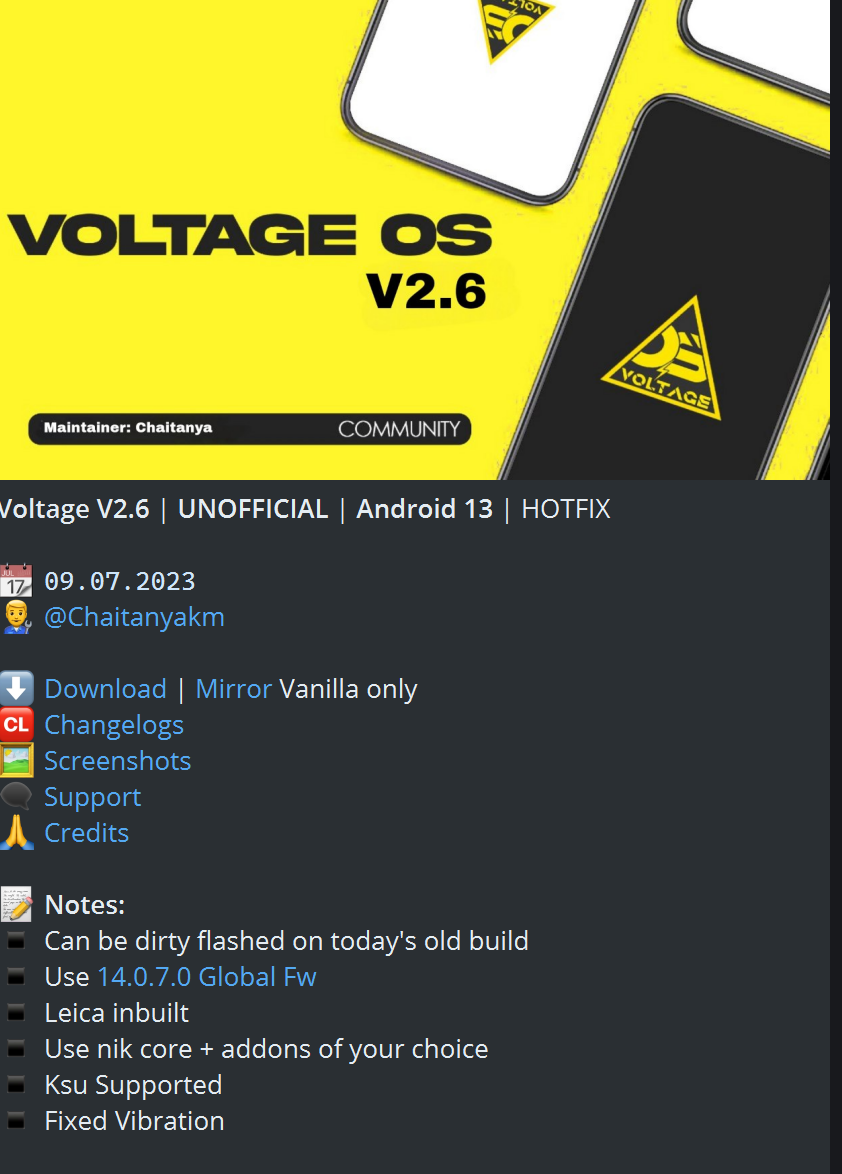 VOLTAGE OS
V2.6
VOLTAGE
Maintainer: Chaitanya
COMMUNITY
Voltage V2.6 | UNOFFICIAL | Android 13 | HOTFIX
JUL
17
09.07.2023
@Chaitanyakm
Download | Mirror Vanilla only
CL Changelogs
Screenshots
Support
Credits
Notes:
Can be dirty flashed on today's old build
Use 14.0.7.0 Global Fw
Leica inbuilt
Use nik core + addons of your choice
Ksu Supported
Fixed Vibration